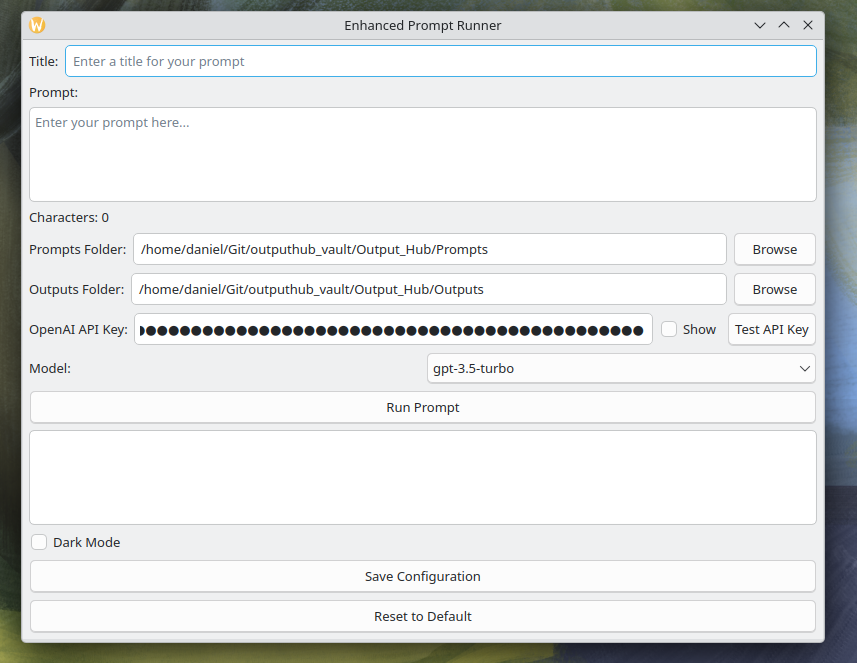 Enhanced Prompt Runner
Title: Enter a title for your prompt
Prompt:
Enter your prompt here...
Characters: 0
Prompts Folder: /home/daniel/Git/outputhub_vault/Output_Hub/Prompts Browse
Outputs Folder: /home/daniel/Git/outputhub_vault/Output_Hub/Outputs Browse
OpenAI API Key: Show Test API Key
Model: gpt-3.5-turbo
Run Prompt
Dark Mode
Save Configuration
Reset to Default